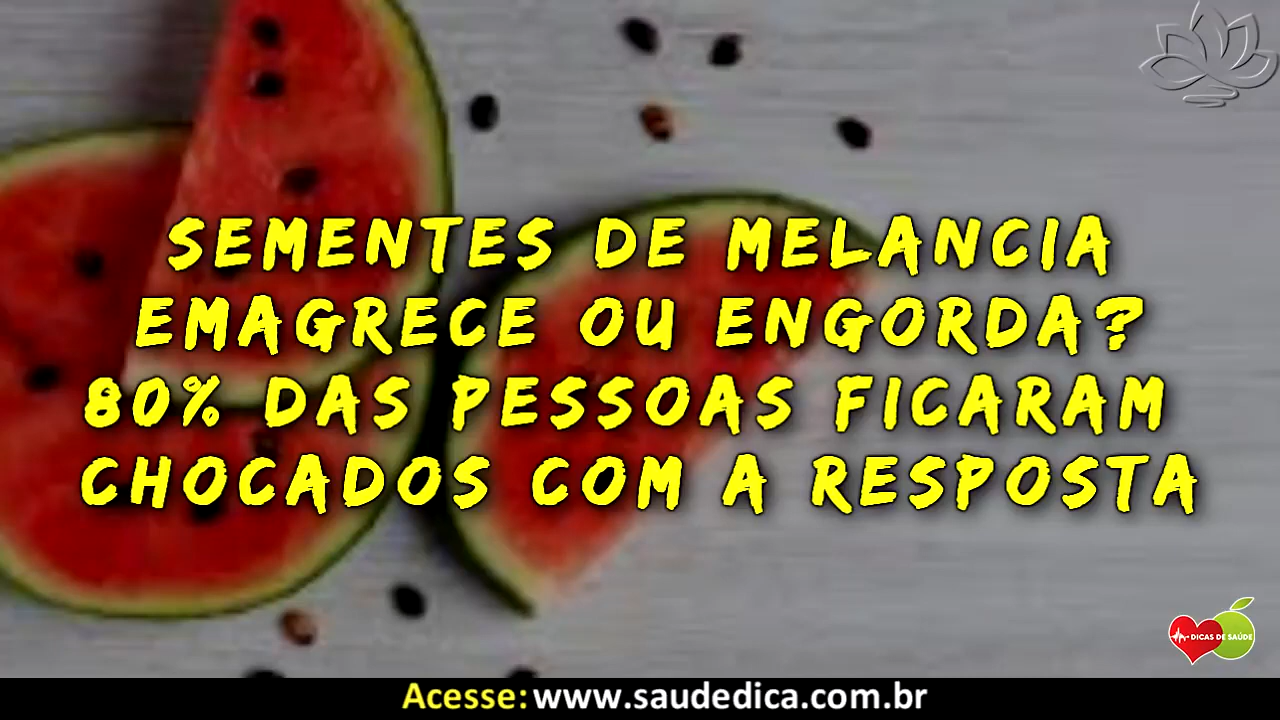 SEMENTES DE MELANCIA
EMAGRECE OU ENGORDA?
80% DAS PESSOAS FICARAM
CHOCADOS COM A RESPOSTA
DICAS DE SAÚDE
Acesse: www.saudedica.com.br